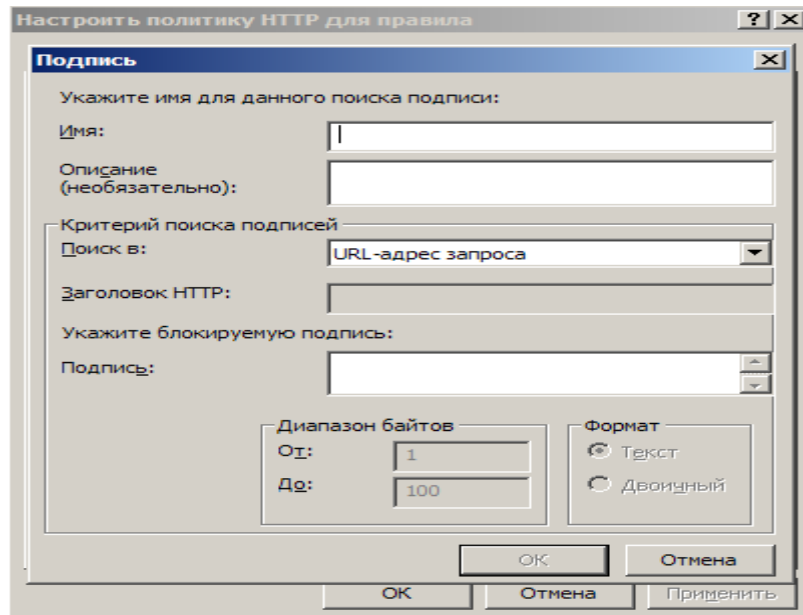 Настроить политику HTTP для правила
Подпись
Укажите имя для данного поиска подписи:
Имя:
Описание
(необязательно):
Критерий поиска подписей
Поиск в:
URL-адрес запроса
Заголовок HTTP:
Укажите блокируемую подпись:
Подпись:
Диапазон байтов
От:
1
До:
100
Формат
Текст
Двоичный
ОК
Отмена
ОК
Отмена
Применить